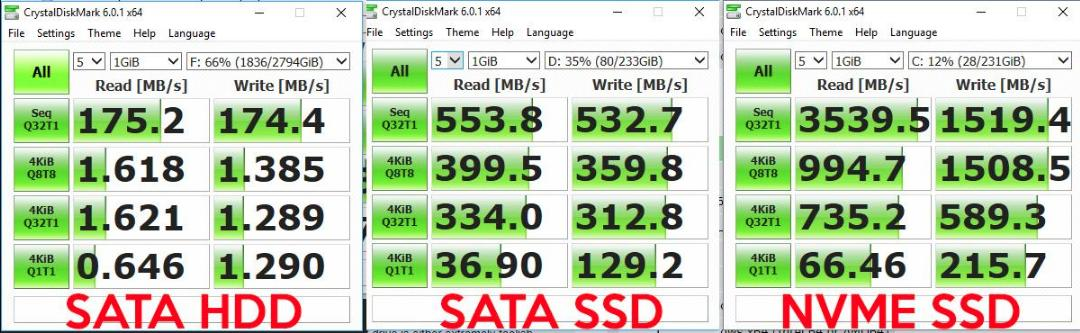 CrystalDiskMark 6.0.1 x64
File Settings Theme Help Language
All
5 1GiB F: 66% (1836/2794GiB)
Read [MB/s] Write [MB/s]
Seq
Q32T1
175.2 174.4
4KiB
Q8T8
1.618 1.385
4KiB
Q32T1
1.621 1.289
4KiB
Q1T1
0.646 1.290
SATA HDD
CrystalDiskMark 6.0.1 x64
File Settings Theme Help Language
All
5 1GiB D: 35% (80/233GiB)
Read [MB/s] Write [MB/s]
Seq
Q32T1
553.8 532.7
4KiB
Q8T8
399.5 359.8
4KiB
Q32T1
334.0 312.8
4KiB
Q1T1
36.90 129.2
SATA SSD
CrystalDiskMark 6.0.1 x64
File Settings Theme Help Language
All
5 1GiB C: 12% (28/231GiB)
Read [MB/s] Write [MB/s]
Seq
Q32T1
3539.5 1519.4
4KiB
Q8T8
994.7 1508.5
4KiB
Q32T1
735.2 589.3
4KiB
Q1T1
66.46 215.7
NVME SSD